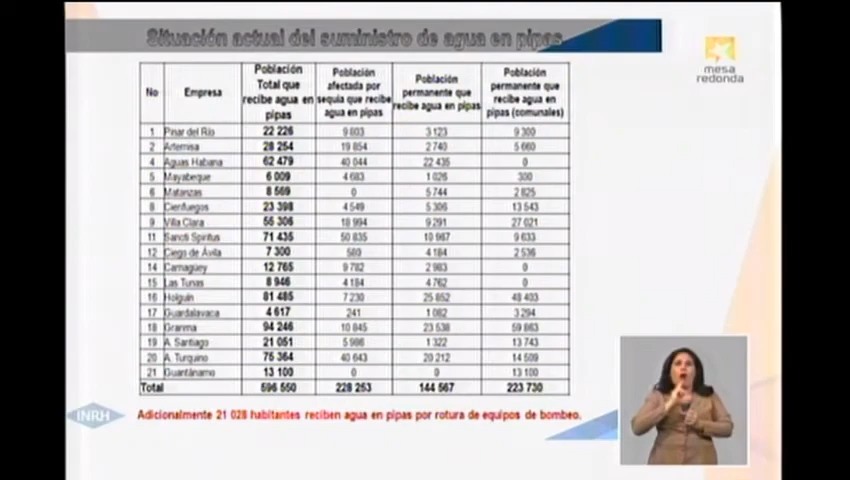 Situación actual del suministro de agua en pipas
mesa
redonda
No Empresa Población Total que recibe agua en pipas Población afectada por sequia que recibe agua en pipas Población permanente que recibe agua en pipas Población permanente que recibe agua en pipas (comunales)
1 Pinar del Río 22 226 9 803 3 123 9 300
2 Artemisa 28 254 19 854 2 740 5 660
4 Aguas Habana 62 479 40 044 22 435 0
5 Mayabeque 6 009 4 683 1 026 300
6 Matanzas 8 569 0 5 744 2 825
8 Cienfuegos 23 398 4 549 5 306 13 543
9 Villa Clara 55 306 18 994 9 291 27 021
11 Sancti Spiritus 71 435 50 835 10 967 9 633
12 Ciego de Ávila 7 300 580 4 184 2 536
14 Camagüey 12 765 9 782 2 983 0
15 Las Tunas 8 946 4 184 4 762 0
16 Holguin 81 485 7 230 25 852 48 403
17 Guardalavaca 4 617 241 1 082 3 294
18 Granma 94 246 10 845 23 538 59 863
19 A. Santiago 21 051 5 986 1 322 13 743
20 A. Turquino 75 364 40 643 20 212 14 509
21 Guantánamo 13 100 0 0 13 100
Total 596 550 228 253 144 567 223 730
INRH
Adicionalmente 21 028 habitantes reciben agua en pipas por rotura de equipos de bombeo.